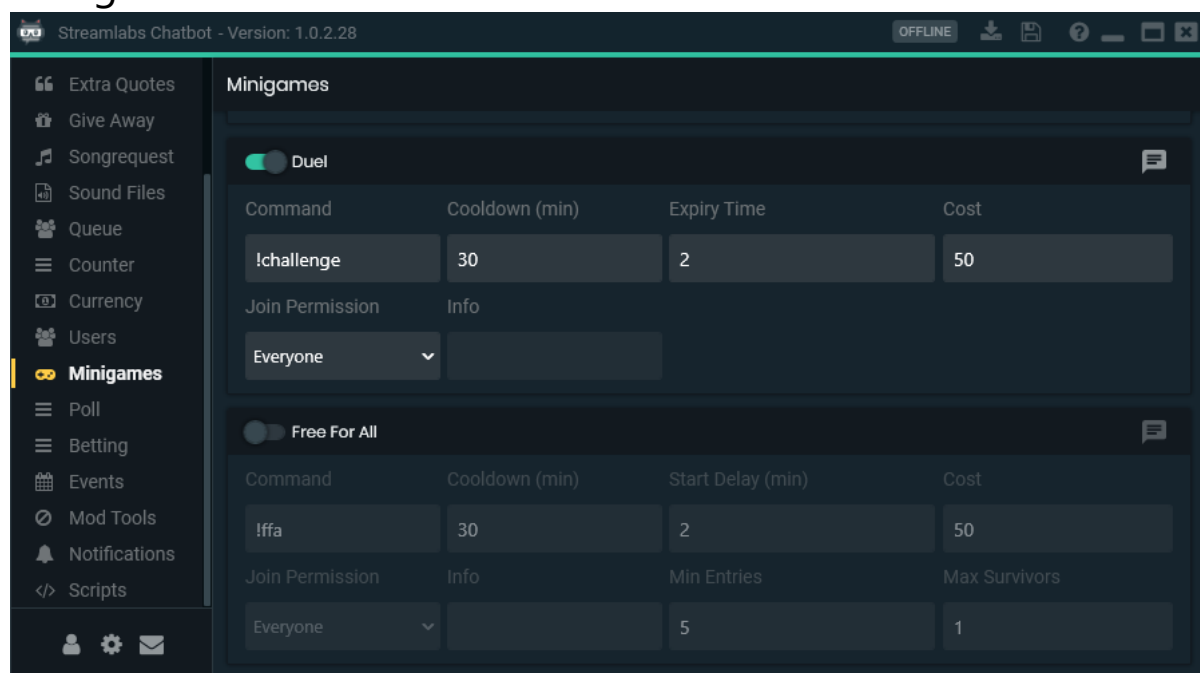 Streamlabs Chatbot - Version: 1.0.2.28
OFFLINE
Extra Quotes
Give Away
Songrequest
Sound Files
Queue
Counter
Currency
Users
Minigames
Poll
Betting
Events
Mod Tools
Notifications
Scripts
Minigames
Duel
Command Cooldown (min) Expiry Time Cost
!challenge 30 2 50
Join Permission Info
Everyone
Free For All
Command Cooldown (min) Start Delay (min) Cost
!ffa 30 2 50
Join Permission Info Min Entries Max Survivors
Everyone 5 1